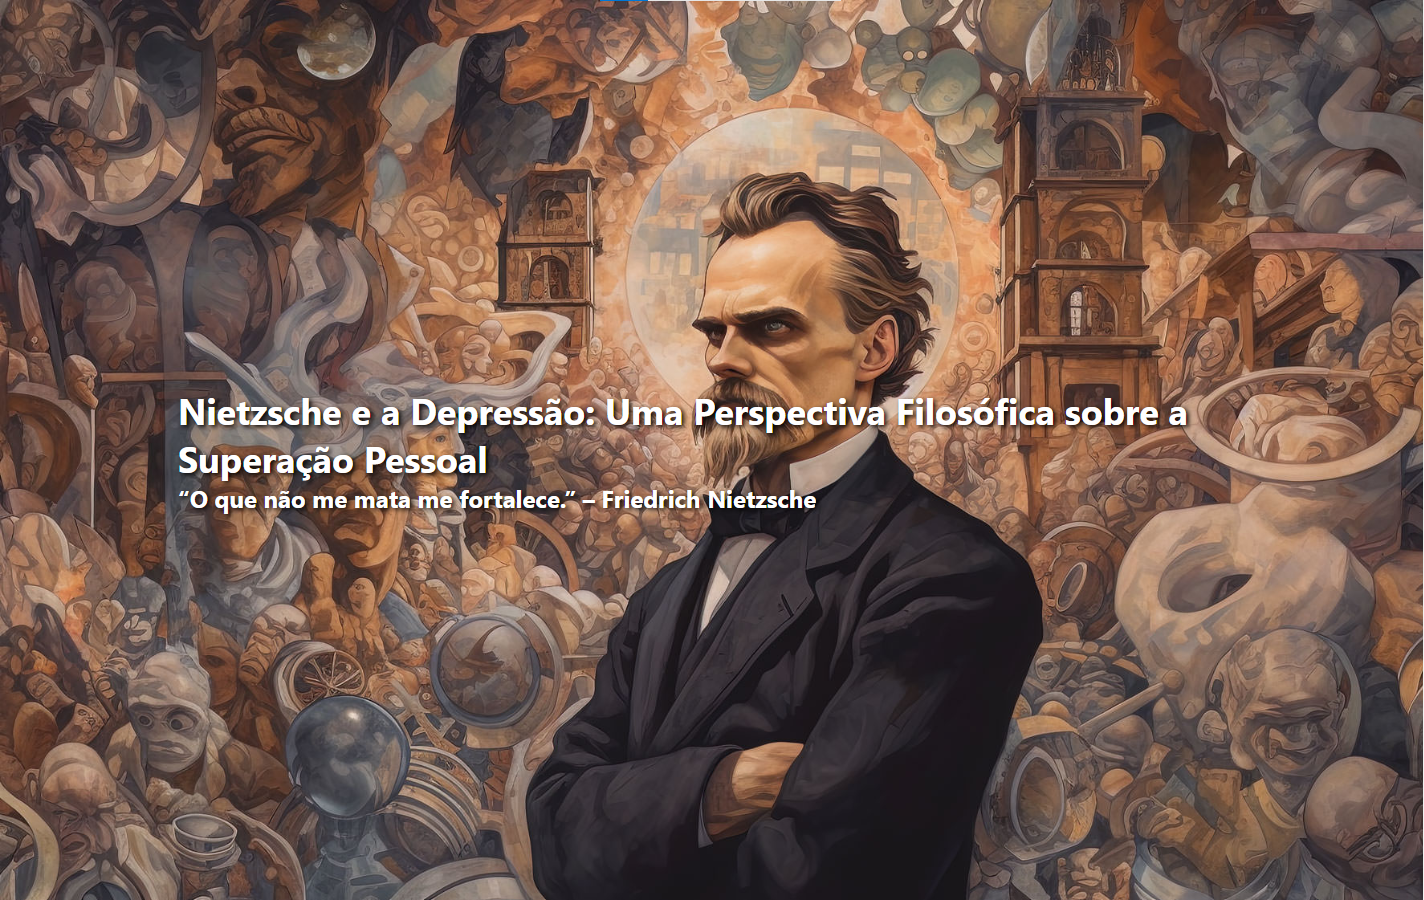 Nietzsche e a Depressão: Uma Perspectiva Filosófica sobre a
Superação Pessoal
“O que não me mata me fortalece.” – Friedrich Nietzsche